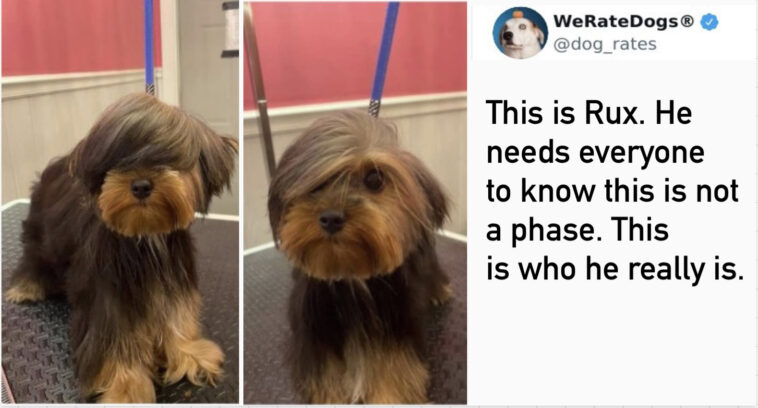 WeRateDogs®
@dog_rates
This is Rux. He
needs everyone
to know this is not
a phase. This
is who he really is.